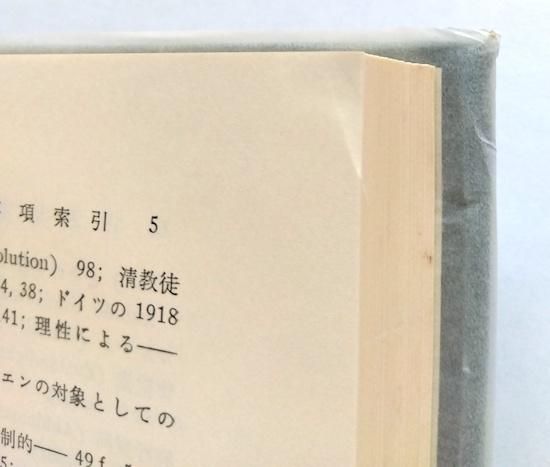 項索引 5
olution) 98; 清教徒
4, 38; ドイツの 1918
41; 理性による——
ェンの対象としての
制的—— 49 f.